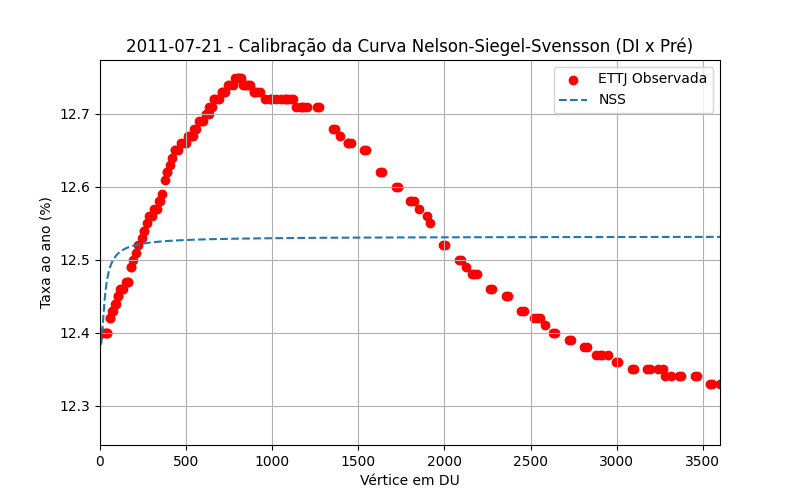 2011-07-21 - Calibração da Curva Nelson-Siegel-Svensson (DI x Pré)
ETTJ Observada
NSS
12.7
12.6
12.5
12.4
12.3
Taxa ao ano (%)
0 500 1000 1500 2000 2500 3000 3500
Vértice em DU